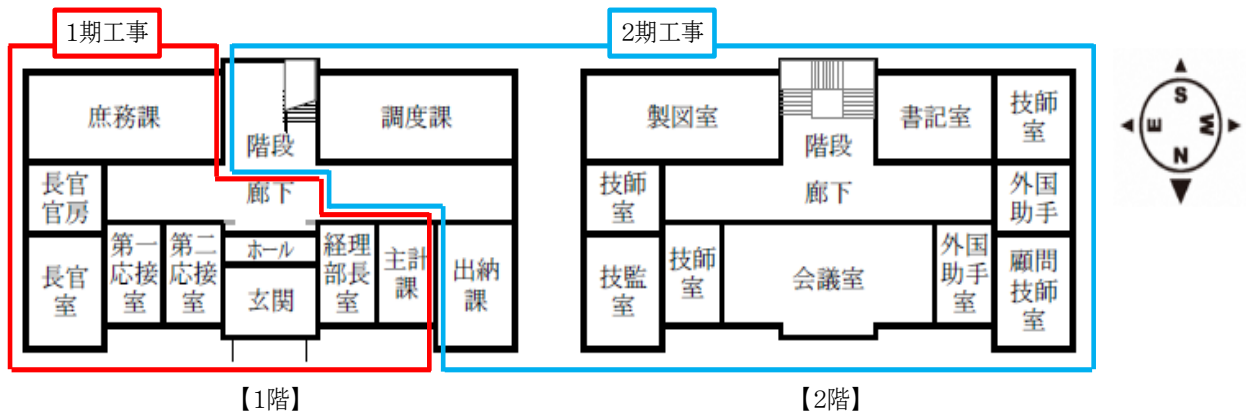 1期工事
2期工事
庶務課
階段
調度課
長官
官房
廊下
長官
室
第一
応接
室
第二
応接
室
ホール
玄関
経理
部長
室
主計
課
出納
課
【1階】
製図室
階段
書記室
技師
室
技師
室
廊下
外国
助手
技監
室
技師
室
会議室
外国
助手
室
顧問
技師
室
【2階】
S
E
W
N